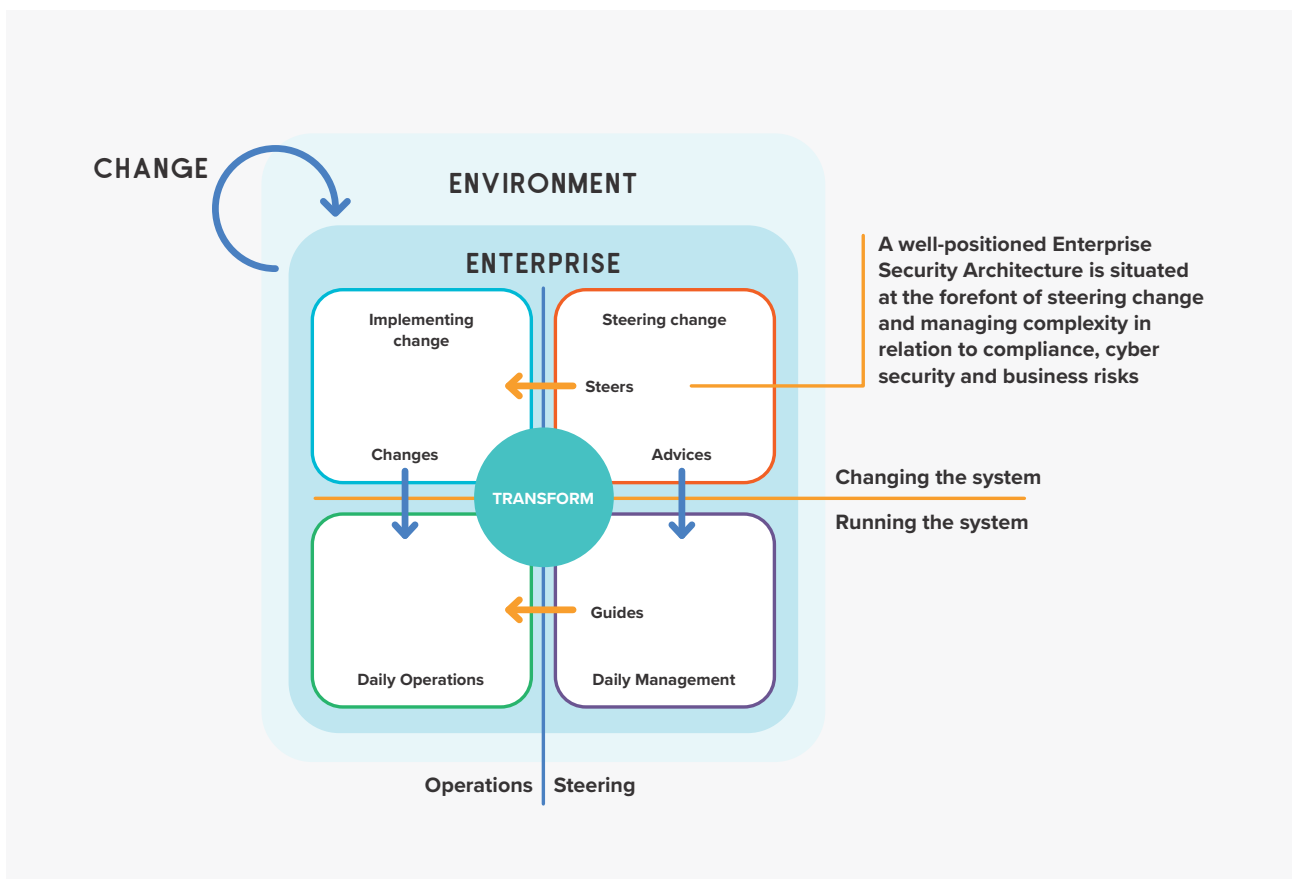 CHANGE
ENVIRONMENT
ENTERPRISE
Implementing
change
Steering change
Steers
Changes
Advices
TRANSFORM
Guides
Daily Operations
Daily Management
A well-positioned Enterprise
Security Architecture is situated
at the forefont of steering change
and managing complexity in
relation to compliance, cyber
security and business risks
Changing the system
Running the system
Operations
Steering